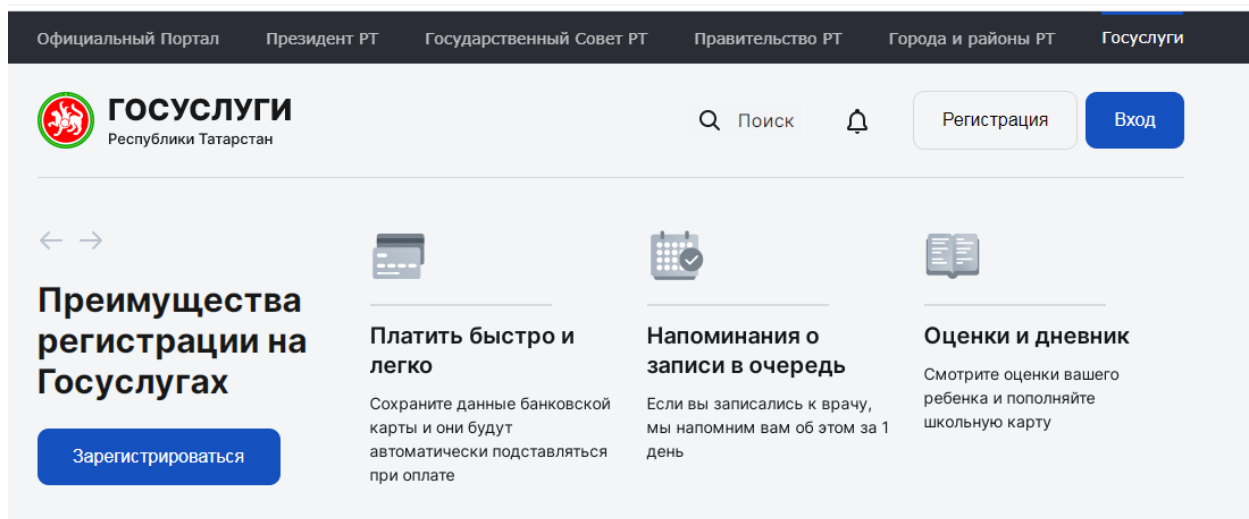 Официальный Портал Президент РТ Государственный Совет РТ Правительство РТ Города и районы РТ Госуслуги
ГОСУСЛУГИ
Республики Татарстан
Поиск
Регистрация
Вход
Преимущества
регистрации на
Госуслугах
Зарегистрироваться
Платить быстро и
легко
Сохраните данные банковской
карты и они будут
автоматически подставляться
при оплате
Напоминания о
записи в очередь
Если вы записались к врачу,
мы напомним вам об этом за 1
день
Оценки и дневник
Смотрите оценки вашего
ребенка и пополняйте
школьную карту